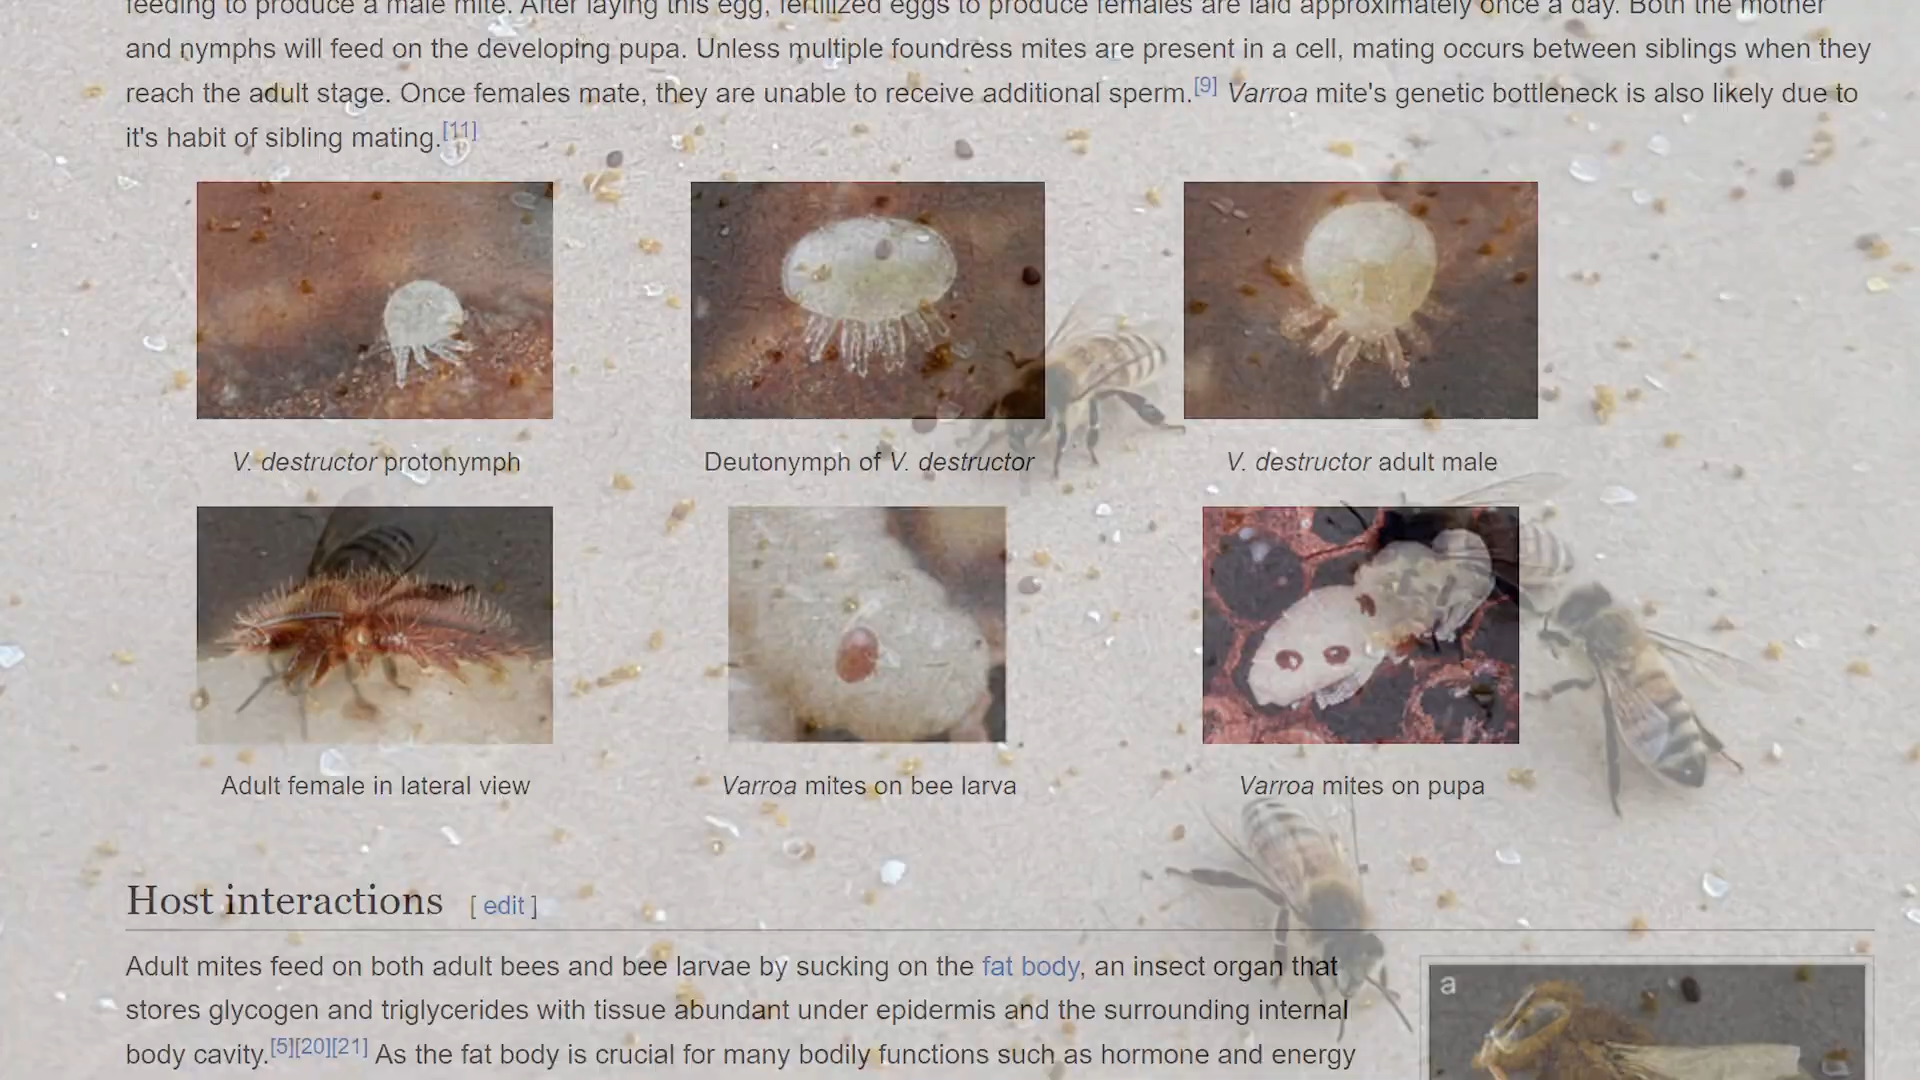 feeding to produce a male mite. After laying this egg, fertilized eggs to produce females are laid approximately once a day. Both the mother
and nymphs will feed on the developing pupa. Unless multiple foundress mites are present in a cell, mating occurs between siblings when they
reach the adult stage. Once females mate, they are unable to receive additional sperm.[9] Varroa mite's genetic bottleneck is also likely due to
it's habit of sibling mating.[11]
V. destructor protonymph
Deutonymph of V. destructor
V. destructor adult male
Adult female in lateral view
Varroa mites on bee larva
Varroa mites on pupa
Host interactions [ edit ]
Adult mites feed on both adult bees and bee larvae by sucking on the fat body, an insect organ that
stores glycogen and triglycerides with tissue abundant under epidermis and the surrounding internal
body cavity.[5][20][21] As the fat body is crucial for many bodily functions such as hormone and energy
a